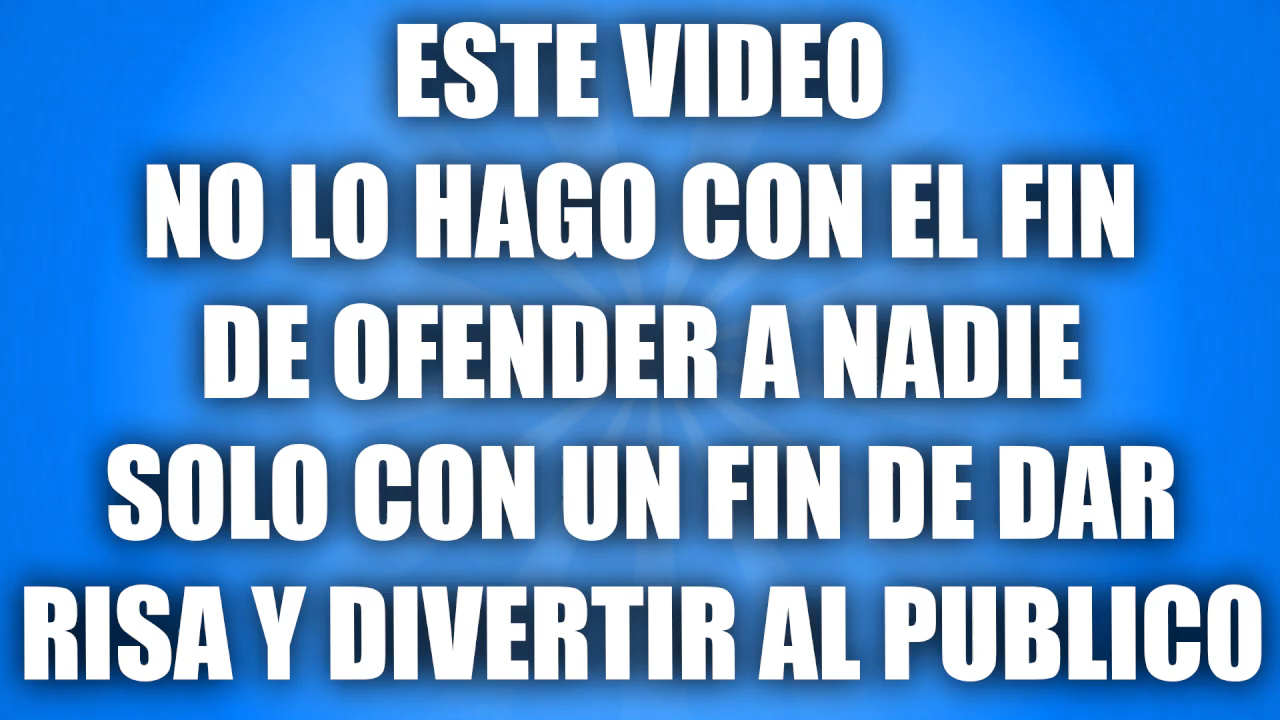 ESTE VIDEO
NO LO HAGO CON EL FIN
DE OFENDER A NADIE
SOLO CON UN FIN DE DAR
RISA Y DIVERTIR AL PUBLICO